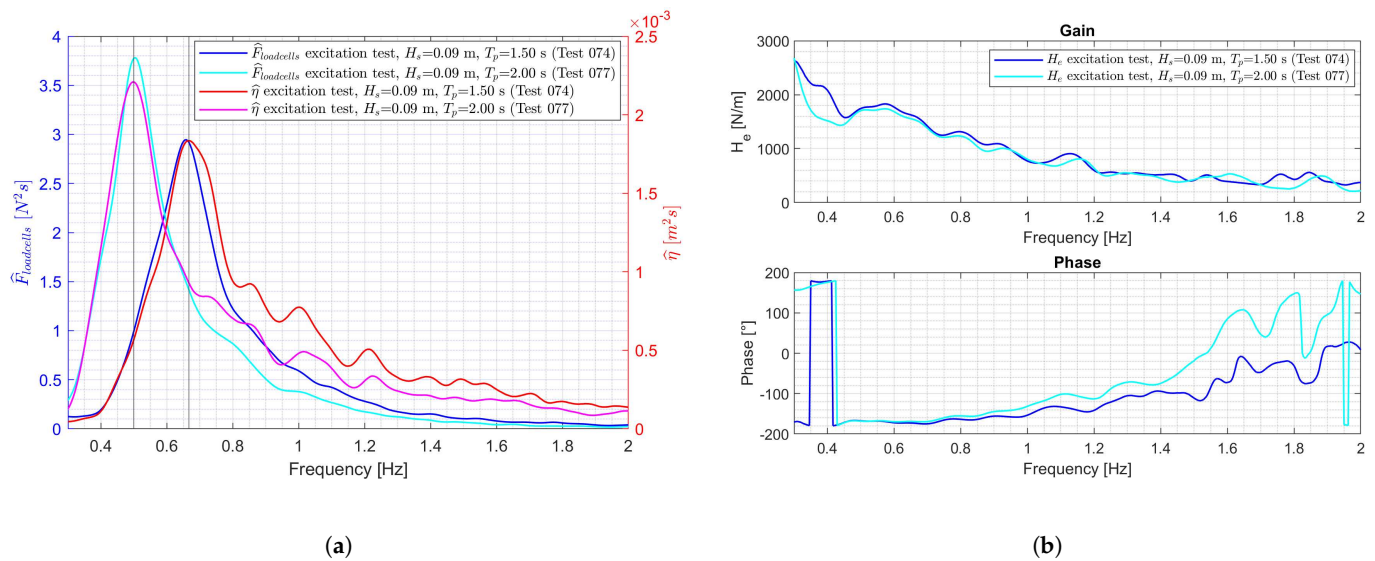 ×10⁻³
4
3.5
3
2.5
2
1.5
1
0.5
0
2.5
2
1.5
1
0.5
0
F̂loadcells [N²s]
η̂ [m²s]
F̂loadcells excitation test, Hs=0.09 m, Tp=1.50 s (Test 074)
F̂loadcells excitation test, Hs=0.09 m, Tp=2.00 s (Test 077)
η̂ excitation test, Hs=0.09 m, Tp=1.50 s (Test 074)
η̂ excitation test, Hs=0.09 m, Tp=2.00 s (Test 077)
0.4 0.6 0.8 1 1.2 1.4 1.6 1.8 2
Frequency [Hz]
(a)
Gain
3000
2000
1000
0
He [N/m]
He excitation test, Hs=0.09 m, Tp=1.50 s (Test 074)
He excitation test, Hs=0.09 m, Tp=2.00 s (Test 077)
0.4 0.6 0.8 1 1.2 1.4 1.6 1.8 2
Frequency [Hz]
Phase
200
100
0
-100
-200
Phase [°]
0.4 0.6 0.8 1 1.2 1.4 1.6 1.8 2
Frequency [Hz]
(b)